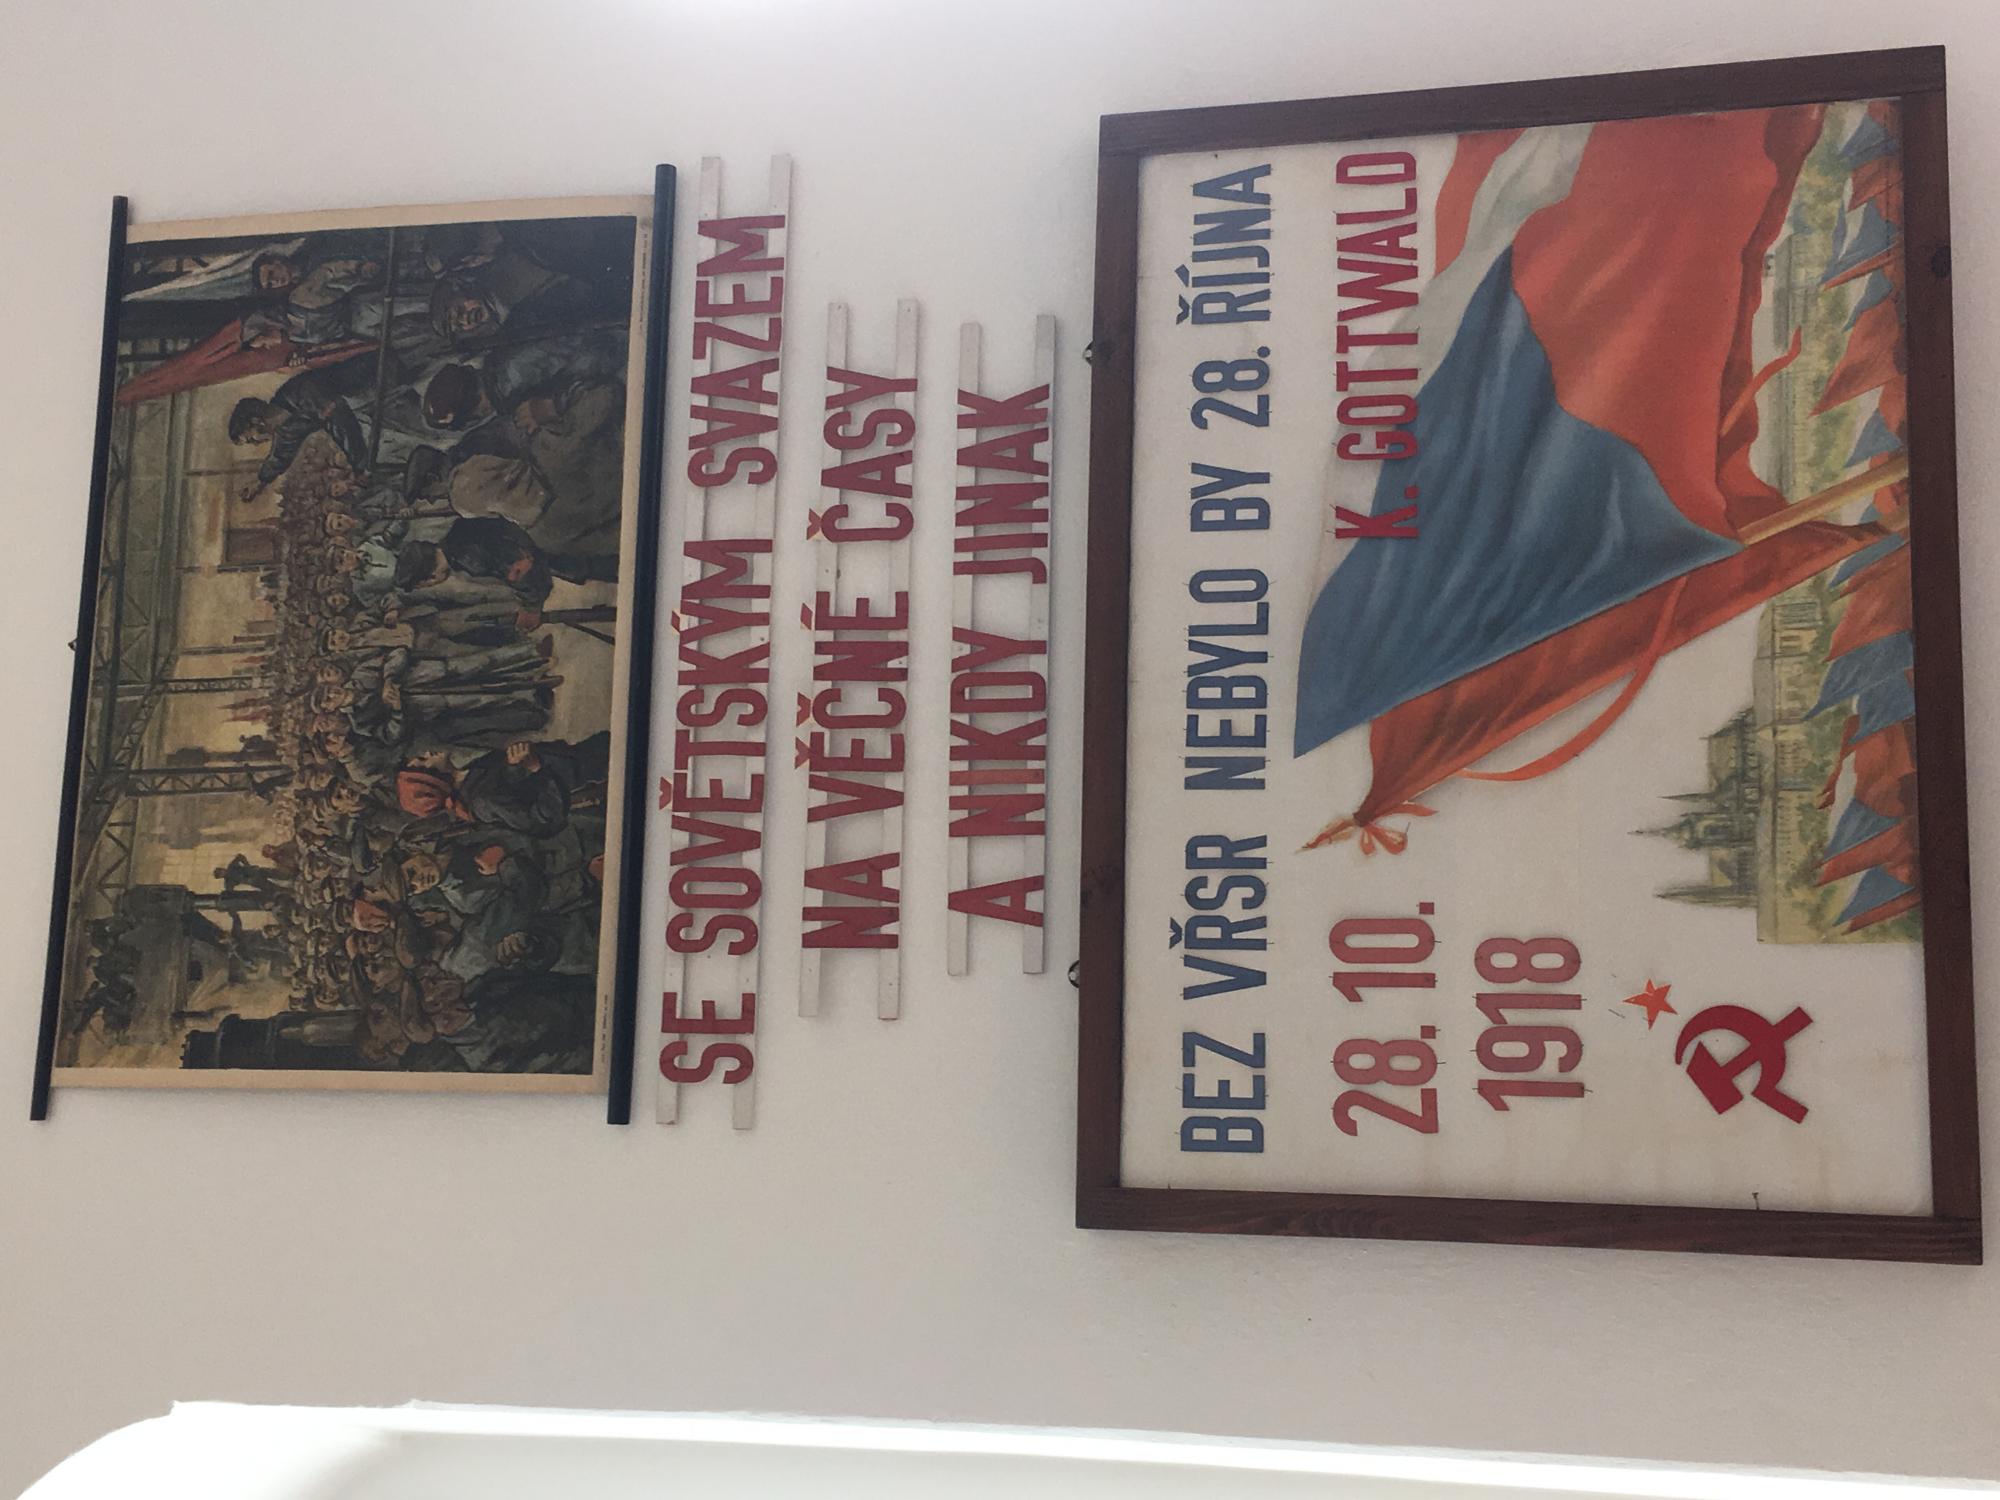 SE SOVĚTSKÝM SVAZEM
NA VĚČNÉ ČASY
A NIKDY JINAK
BEZ VŘSR NEBYLO BY 28. ŘÍJNA
K. GOTTWALD
28. 10.
1918